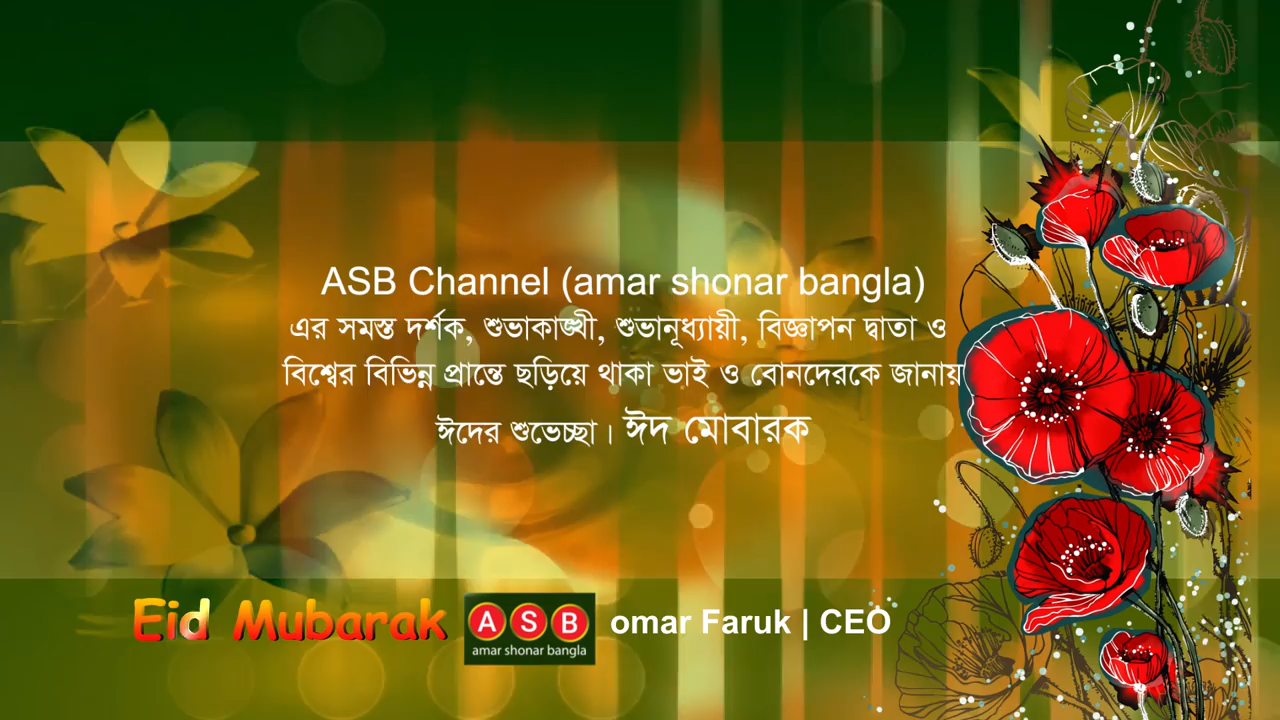 ASB Channel (amar shonar bangla)
এর সমস্ত দর্শক, শুভাকাঙ্খী, শুভানূধ্যায়ী, বিজ্ঞাপন দ্বাতা ও
বিশ্বের বিভিন্ন প্রান্তে ছড়িয়ে থাকা ভাই ও বোনদেরকে জানায়
ঈদের শুভেচ্ছা। ঈদ মোবারক
Eid Mubarak ASB omar Faruk | CEO
amar shonar bangla